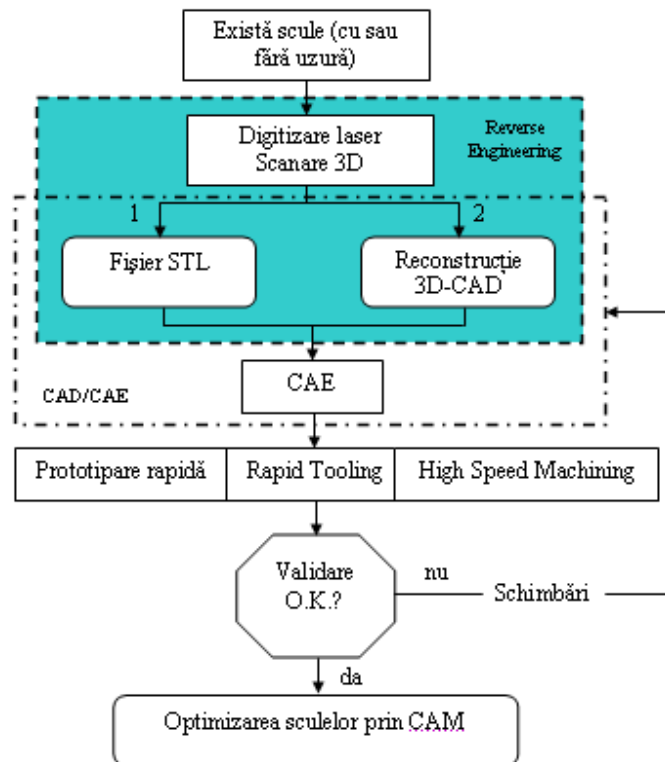 Există scule (cu sau
fără uzură)
Digitizare laser
Scanare 3D
Reverse
Engineering
1
2
Fişier STL
Reconstrucţie
3D-CAD
CAE
CAD/CAE
Prototipare rapidă
Rapid Tooling
High Speed Machining
Validare
O.K.?
nu
Schimbări
da
Optimizarea sculelor prin CAM